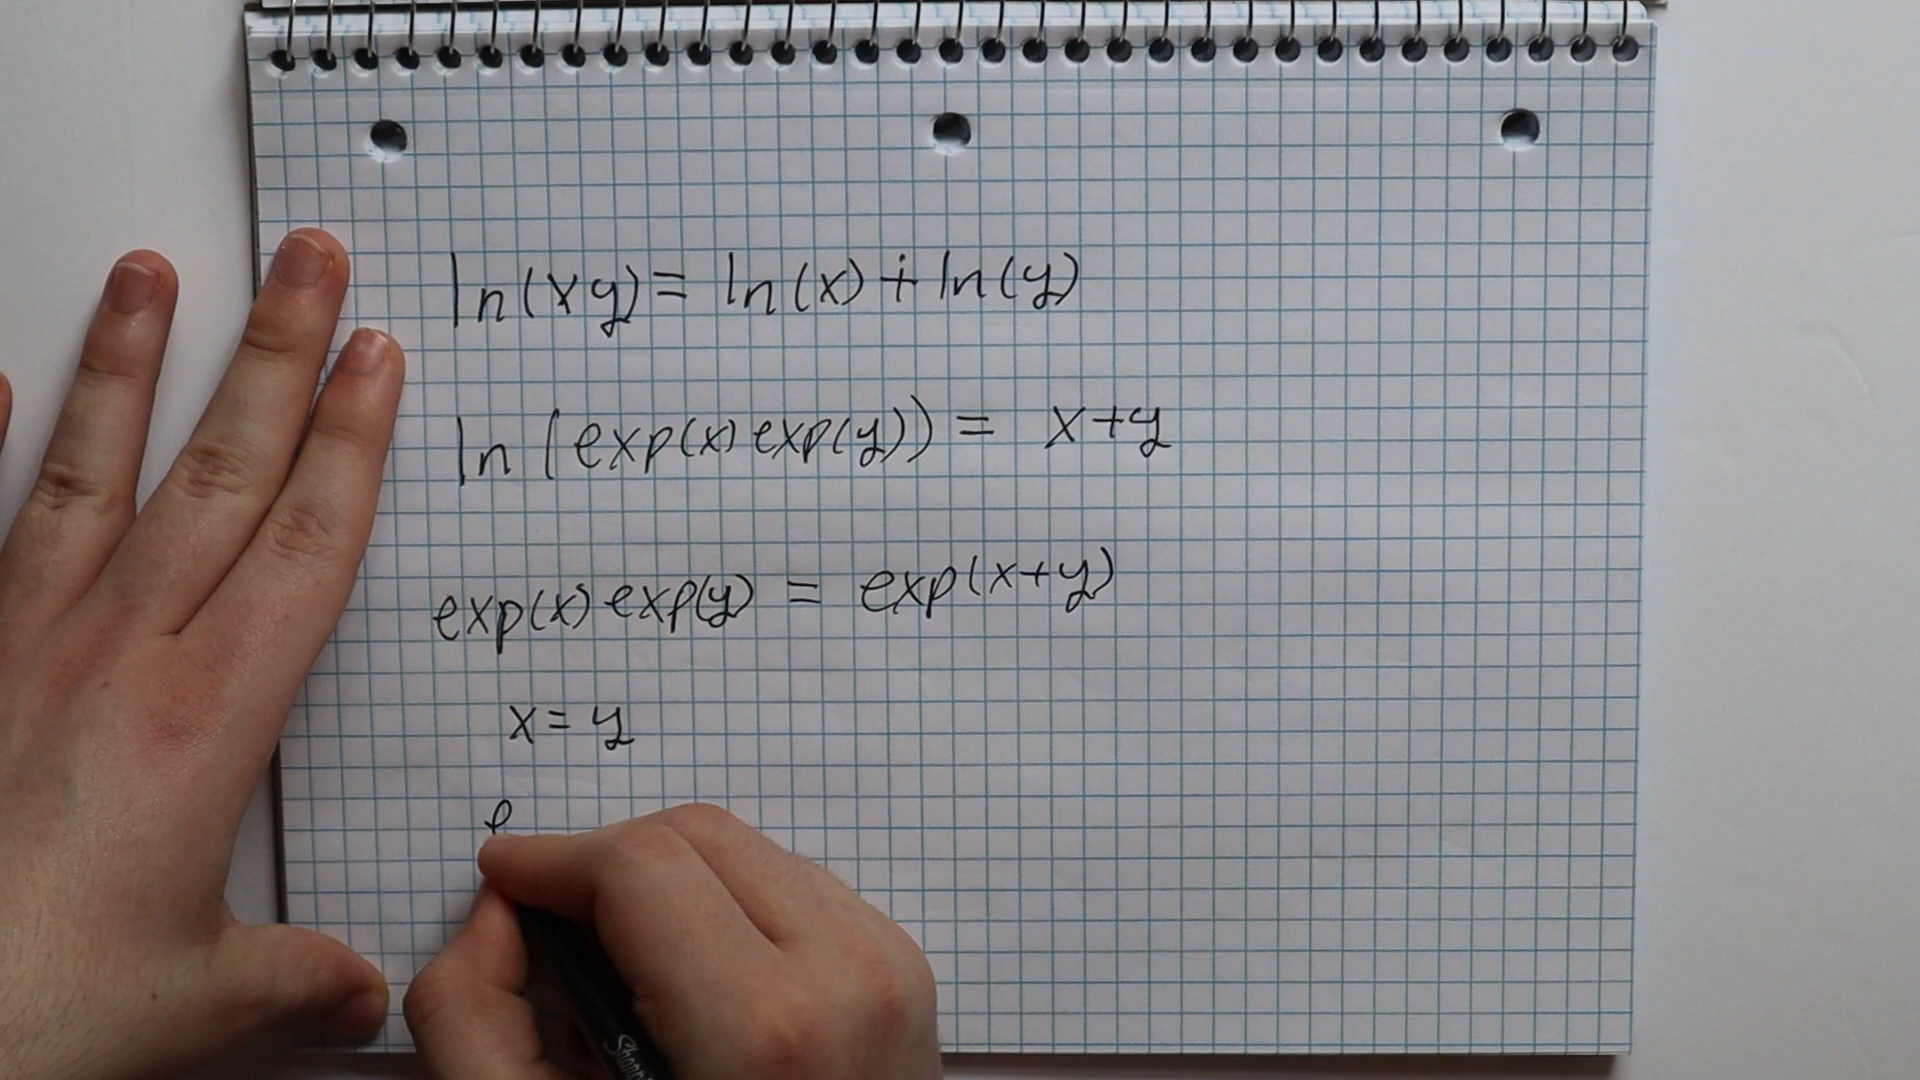 ln(xy) = ln(x) + ln(y)
ln(exp(x)exp(y)) = x+y
exp(x)exp(y) = exp(x+y)
x = y
e